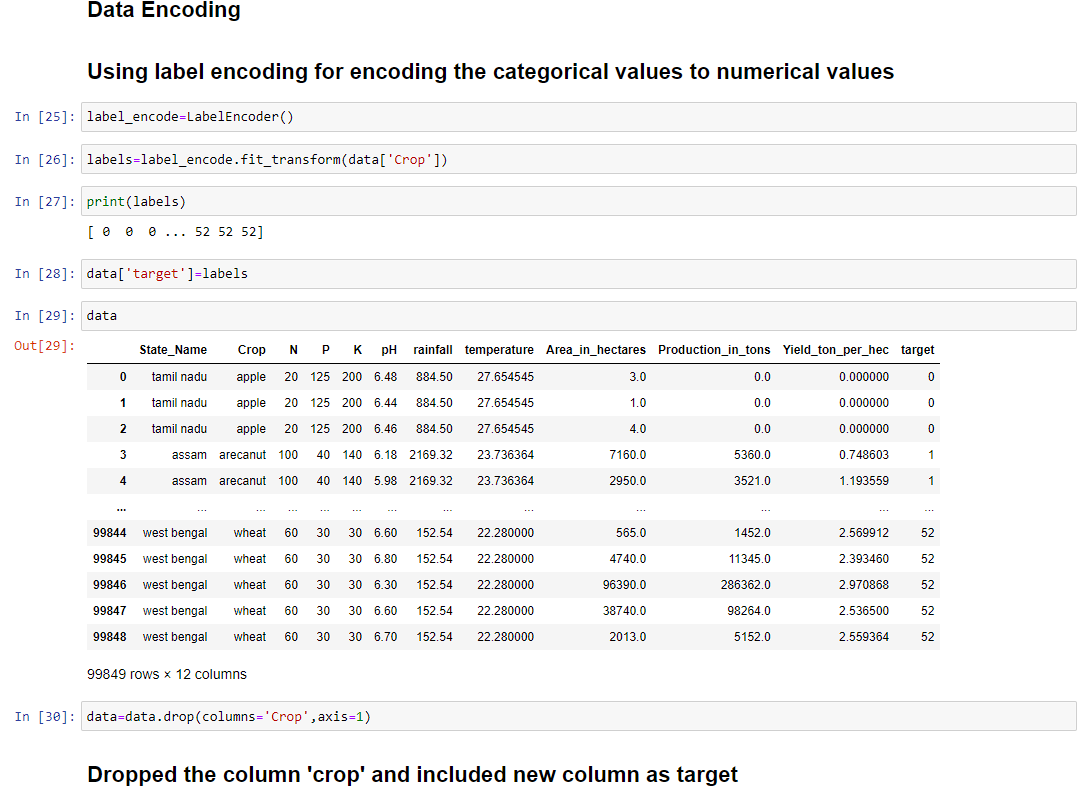 Data Encoding
Using label encoding for encoding the categorical values to numerical values
In [25]: label_encode=LabelEncoder()
In [26]: labels=label_encode.fit_transform(data['Crop'])
In [27]: print(labels)
[ 0  0  0 ... 52 52 52]
In [28]: data['target']=labels
In [29]: data
Out[29]:
State_Name Crop N P K pH rainfall temperature Area_in_hectares Production_in_tons Yield_ton_per_hec target
0 tamil nadu apple 20 125 200 6.48 884.50 27.654545 3.0 0.0 0.000000 0
1 tamil nadu apple 20 125 200 6.44 884.50 27.654545 1.0 0.0 0.000000 0
2 tamil nadu apple 20 125 200 6.46 884.50 27.654545 4.0 0.0 0.000000 0
3 assam arecanut 100 40 140 6.18 2169.32 23.736364 7160.0 5360.0 0.748603 1
4 assam arecanut 100 40 140 5.98 2169.32 23.736364 2950.0 3521.0 1.193559 1
... ... ... ... ... ... ... ... ... ... ... ... ...
99844 west bengal wheat 60 30 30 6.60 152.54 22.280000 565.0 1452.0 2.569912 52
99845 west bengal wheat 60 30 30 6.80 152.54 22.280000 4740.0 11345.0 2.393460 52
99846 west bengal wheat 60 30 30 6.30 152.54 22.280000 96390.0 286362.0 2.970868 52
99847 west bengal wheat 60 30 30 6.60 152.54 22.280000 38740.0 98264.0 2.536500 52
99848 west bengal wheat 60 30 30 6.70 152.54 22.280000 2013.0 5152.0 2.559364 52
99849 rows × 12 columns
In [30]: data=data.drop(columns='Crop',axis=1)
Dropped the column 'crop' and included new column as target